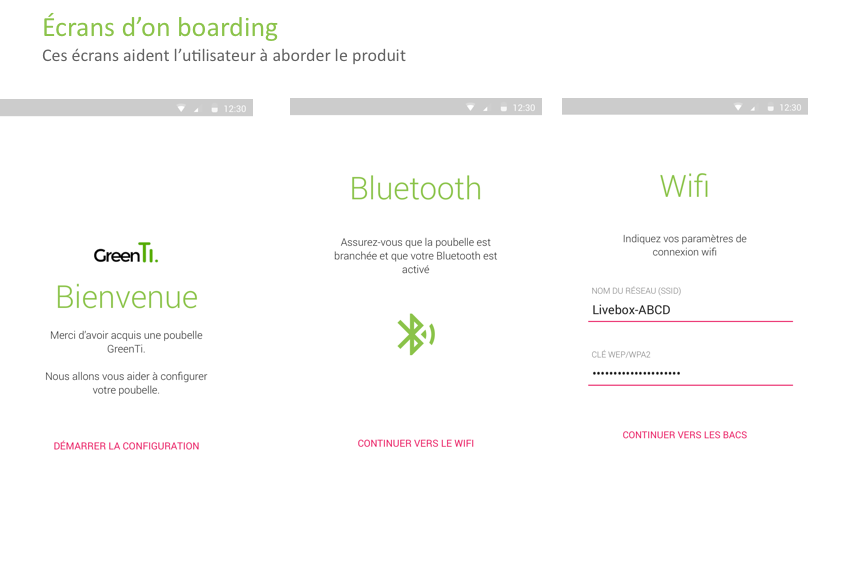 Écrans d’on boarding
Ces écrans aident l’utilisateur à aborder le produit
12:30
GreenTi.
Bienvenue
Merci d'avoir acquis une poubelle
GreenTi.
Nous allons vous aider à configurer
votre poubelle.
DÉMARRER LA CONFIGURATION
12:30
Bluetooth
Assurez-vous que la poubelle est
branchée et que votre Bluetooth est
activé
CONTINUER VERS LE WIFI
12:30
Wifi
Indiquez vos paramètres de
connexion wifi
NOM DU RÉSEAU (SSID)
Livebox-ABCD
CLÉ WEP/WPA2
••••••••••••••••••••
CONTINUER VERS LES BACS